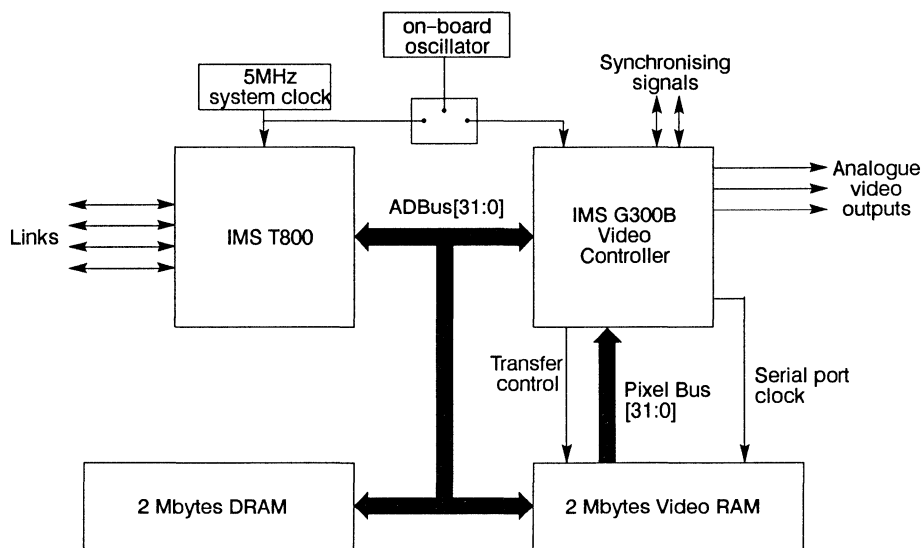 on-board
oscillator
5MHz
system clock
Synchronising
signals
Links
IMS T800
ADBus[31:0]
IMS G300B
Video
Controller
Analogue
video
outputs
Transfer
control
Pixel Bus
[31:0]
Serial port
clock
2 Mbytes DRAM
2 Mbytes Video RAM